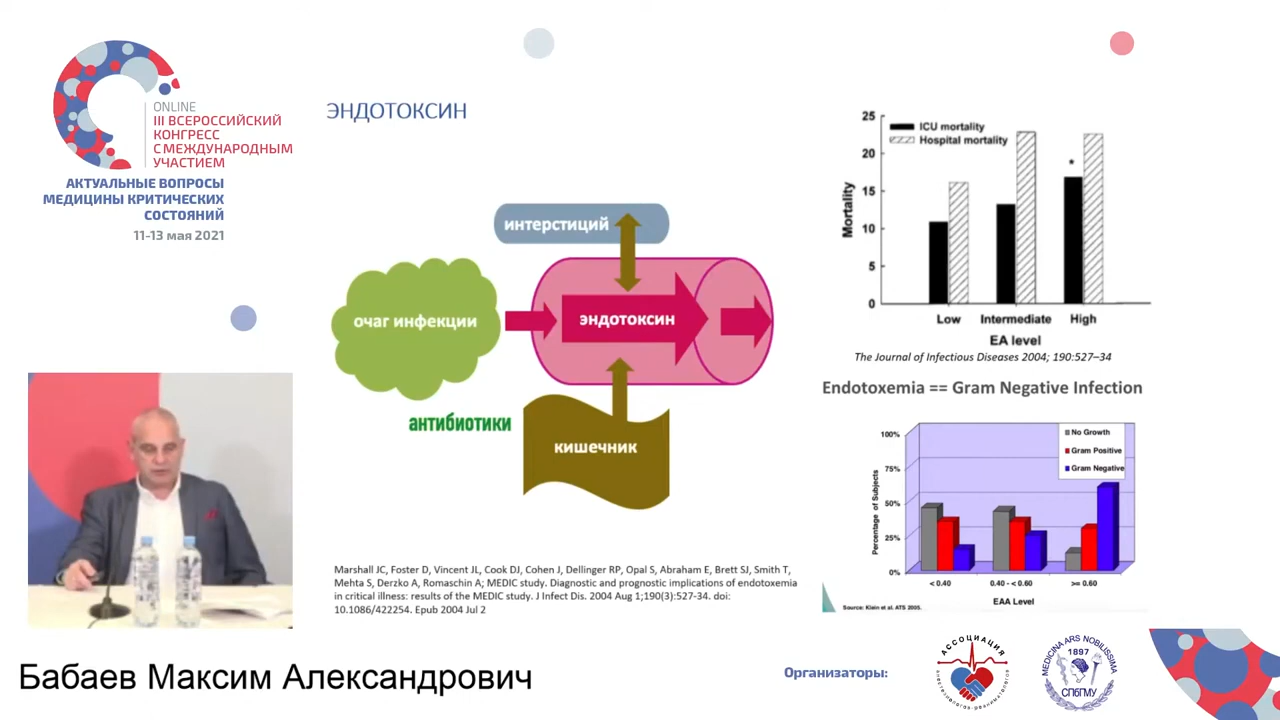 ONLINE
III ВСЕРОССИЙСКИЙ
КОНГРЕСС
С МЕЖДУНАРОДНЫМ
УЧАСТИЕМ
АКТУАЛЬНЫЕ ВОПРОСЫ
МЕДИЦИНЫ КРИТИЧЕСКИХ
СОСТОЯНИЙ
11-13 мая 2021
ЭНДОТОКСИН
интерстиций
очаг инфекции
эндотоксин
антибиотики
кишечник
Marshall JC, Foster D, Vincent JL, Cook DJ, Cohen J, Dellinger RP, Opal S, Abraham E, Brett SJ, Smith T,
Mehta S, Derzko A, Romaschin A; MEDIC study. Diagnostic and prognostic implications of endotoxemia
in critical illness: results of the MEDIC study. J Infect Dis. 2004 Aug 1;190(3):527-34. doi:
10.1086/422254. Epub 2004 Jul 2
25
20
15
10
5
0
Mortality
ICU mortality
Hospital mortality
*
Low Intermediate High
EA level
The Journal of Infectious Diseases 2004; 190:527–34
Endotoxemia == Gram Negative Infection
100%
75%
50%
25%
0%
Percentage of Subjects
No Growth
Gram Positive
Gram Negative
< 0.40 0.40 - < 0.60 >= 0.60
EAA Level
Source: Klein et al. ATS 2005.
Бабаев Максим Александрович
Организаторы:
АССОЦИАЦИЯ
MEDICINA ARS NOBILISSIMA
1897
СПбГМУ